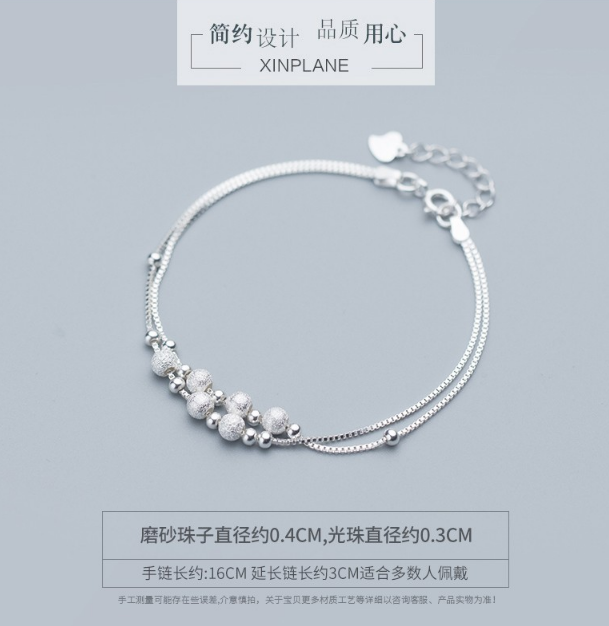 简约设计 品质用心
XINPLANE
磨砂珠子直径约0.4CM,光珠直径约0.3CM
手链长约:16CM 延长链长约3CM适合多数人佩戴
手工测量可能存在些误差,介意慎拍，关于宝贝更多材质工艺等详细以咨询客服、产品实物为准！